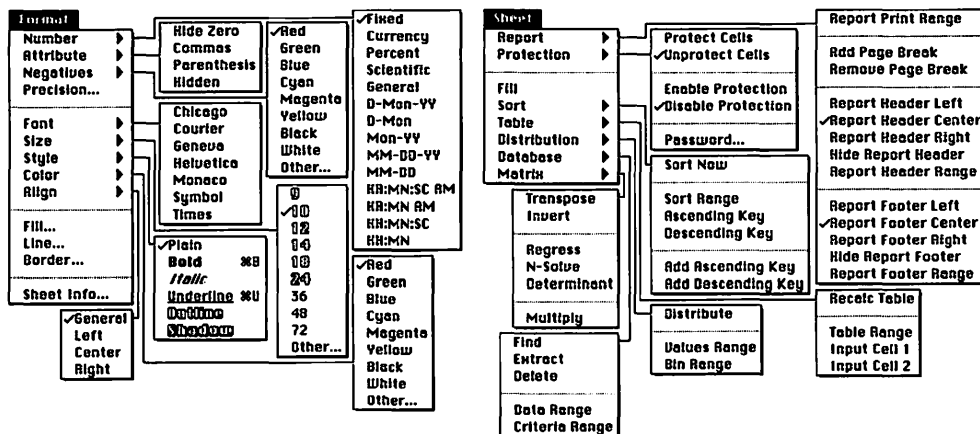 Format
Number
Attribute
Negatives
Precision...
Font
Size
Style
Color
Align
Fill...
Line...
Border...
Sheet Info...
Hide Zero
Commas
Parenthesis
Hidden
Chicago
Courier
Geneva
Helvetica
Monaco
Symbol
Times
✓Plain
Bold ⌘B
Italic
Underline ⌘U
Outline
Shadow
✓General
Left
Center
Right
✓Red
Green
Blue
Cyan
Magenta
Yellow
Black
White
Other...
9
✓10
12
14
18
24
36
48
72
Other...
✓Fixed
Currency
Percent
Scientific
General
D-Mon-YY
D-Mon
Mon-YY
MM-DD-YY
MM-DD
HH:MN:SC AM
HH:MN AM
HH:MN:SC
HH:MN
✓Red
Green
Blue
Cyan
Magenta
Yellow
Black
White
Other...
Sheet
Report
Protection
Fill
Sort
Table
Distribution
Database
Matrix
Protect Cells
✓Unprotect Cells
Enable Protection
✓Disable Protection
Password...
Sort Now
Sort Range
Ascending Key
Descending Key
Add Ascending Key
Add Descending Key
Transpose
Invert
Regress
N-Solve
Determinant
Multiply
Find
Extract
Delete
Data Range
Criteria Range
Distribute
Values Range
Bin Range
Report Print Range
Add Page Break
Remove Page Break
Report Header Left
✓Report Header Center
Report Header Right
Hide Report Header
Report Header Range
Report Footer Left
✓Report Footer Center
Report Footer Right
Hide Report Footer
Report Footer Range
Recalc Table
Table Range
Input Cell 1
Input Cell 2